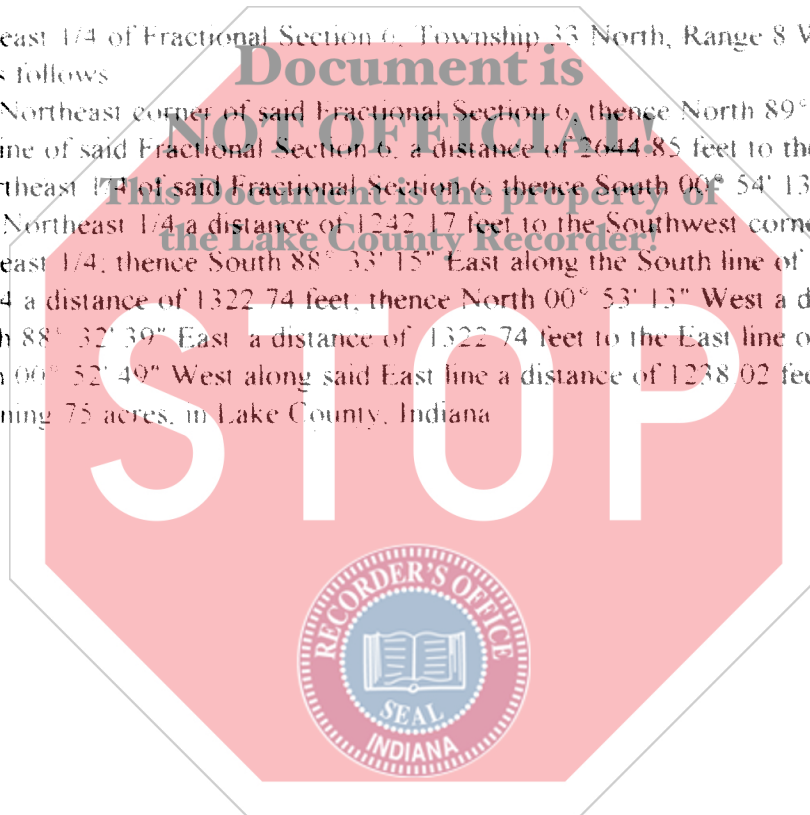 east 1/4 of Fractional Section 6, Township 33 North, Range 8 W
s follows
Document is
Northeast corner of said Fractional Section 6, thence North 89°
NOT OFFICIAL!
ine of said Fractional Section 6, a distance of 2644.85 feet to the
rtheast 1/4 of said Fractional Section 6, thence South 00° 54' 13
This Document is the property of
Northeast 1/4 a distance of 1242.17 feet to the Southwest corne
the Lake County Recorder!
east 1/4; thence South 88° 33' 15" East along the South line of
4 a distance of 1322.74 feet, thence North 00° 53' 13" West a d
h 88° 32' 39" East a distance of 1322.74 feet to the East line o
h 00° 52' 49" West along said East line a distance of 1238.02 fee
ning 75 acres, in Lake County, Indiana
STOP
RECORDER'S OFFICE
SEAL
INDIANA